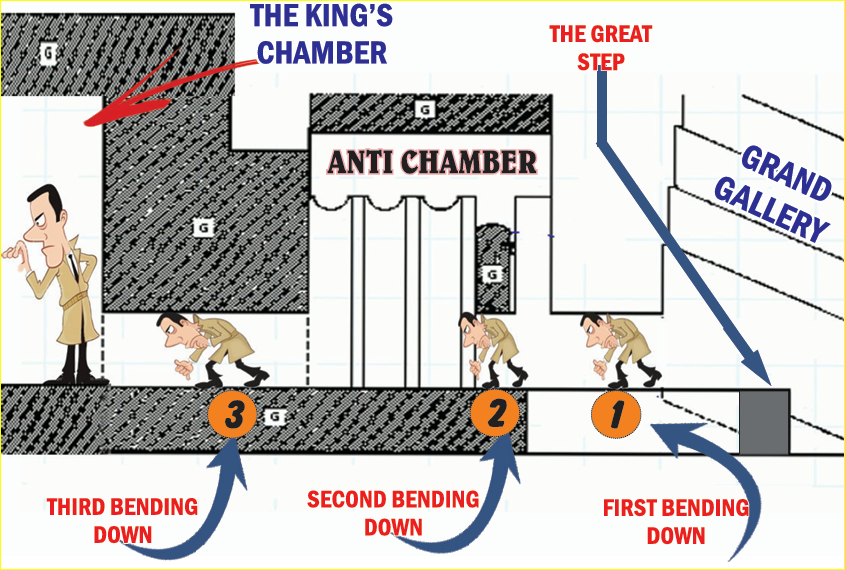 THE KING'S
CHAMBER
THE GREAT
STEP
G
G
ANTI CHAMBER
GRAND
GALLERY
G
G
3
G
2
1
THIRD BENDING
DOWN
SECOND BENDING
DOWN
FIRST BENDING
DOWN